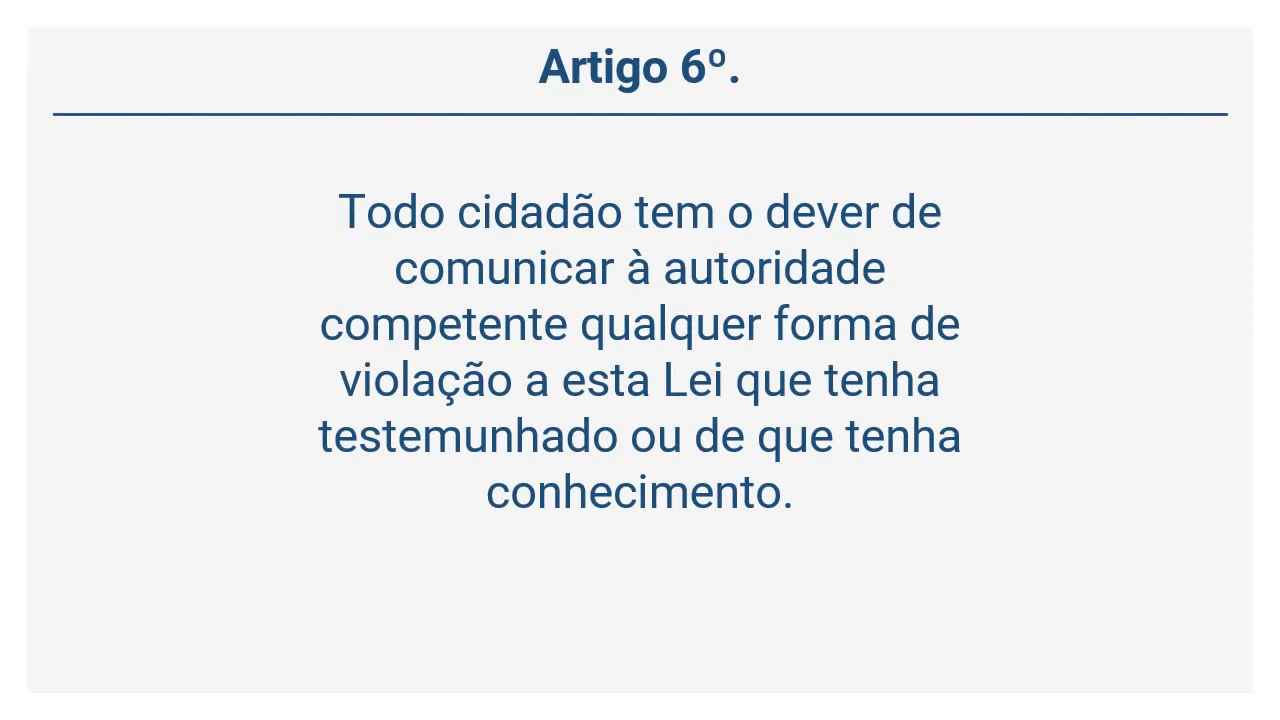 Artigo 6º.
Todo cidadão tem o dever de
comunicar à autoridade
competente qualquer forma de
violação a esta Lei que tenha
testemunhado ou de que tenha
conhecimento.